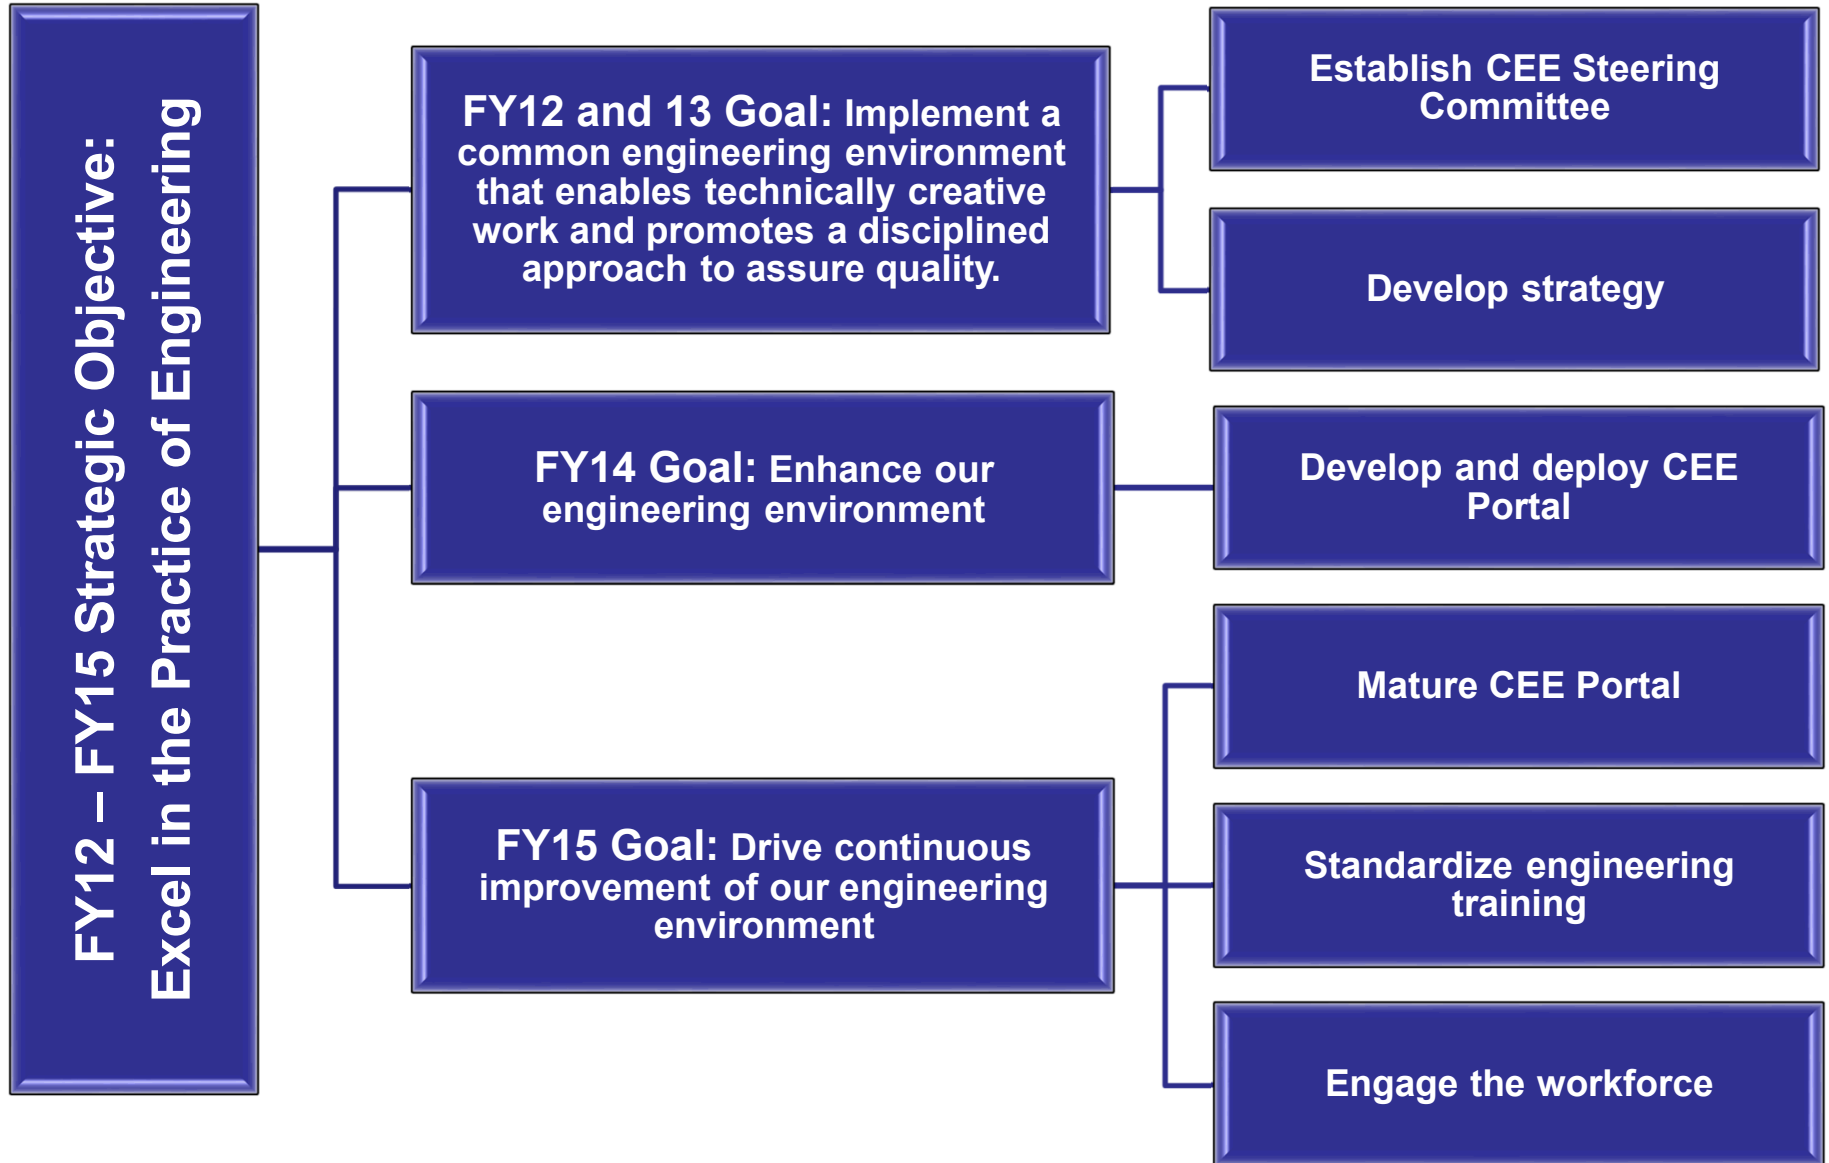 FY12 – FY15 Strategic Objective:
Excel in the Practice of Engineering
FY12 and 13 Goal: Implement a
common engineering environment
that enables technically creative
work and promotes a disciplined
approach to assure quality.
Establish CEE Steering
Committee
Develop strategy
FY14 Goal: Enhance our
engineering environment
Develop and deploy CEE
Portal
FY15 Goal: Drive continuous
improvement of our engineering
environment
Mature CEE Portal
Standardize engineering
training
Engage the workforce